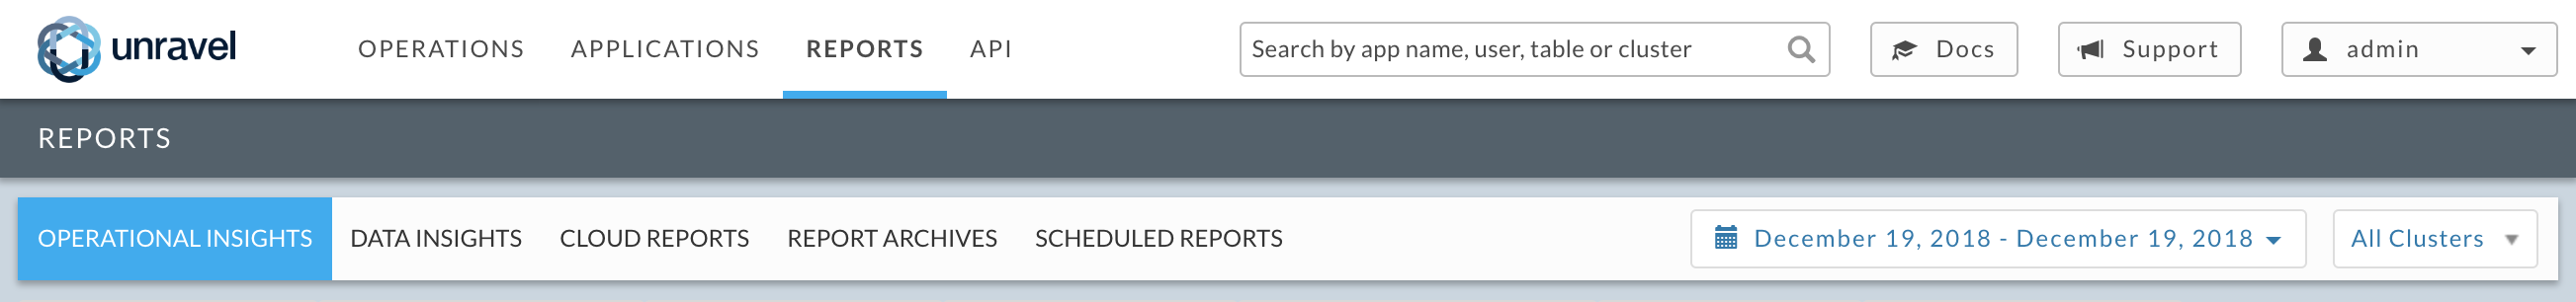 unravel OPERATIONS APPLICATIONS REPORTS API Search by app name, user, table or cluster Docs Support admin
REPORTS
OPERATIONAL INSIGHTS DATA INSIGHTS CLOUD REPORTS REPORT ARCHIVES SCHEDULED REPORTS December 19, 2018 - December 19, 2018 All Clusters